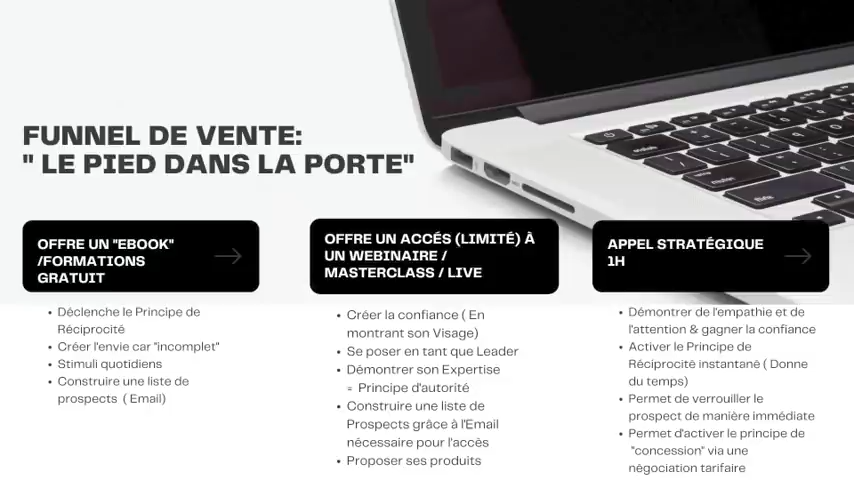 FUNNEL DE VENTE:
" LE PIED DANS LA PORTE"
OFFRE UN "EBOOK"
/FORMATIONS
GRATUIT
• Déclenche le Principe de
Réciprocité
• Créer l'envie car "incomplet"
• Stimuli quotidiens
• Construire une liste de
prospects ( Email)
OFFRE UN ACCÉS (LIMITÉ) À
UN WEBINAIRE /
MASTERCLASS / LIVE
• Créer la confiance ( En
montrant son Visage)
• Se poser en tant que Leader
• Démontrer son Expertise
= Principe d'autorité
• Construire une liste de
Prospects grâce à l'Email
nécessaire pour l'accès
• Proposer ses produits
APPEL STRATÉGIQUE
1H
• Démontrer de l'empathie et de
l'attention & gagner la confiance
• Activer le Principe de
Réciprocité instantané ( Donne
du temps)
• Permet de verrouiller le
prospect de manière immédiate
• Permet d'activer le principe de
"concession" via une
négociation tarifaire